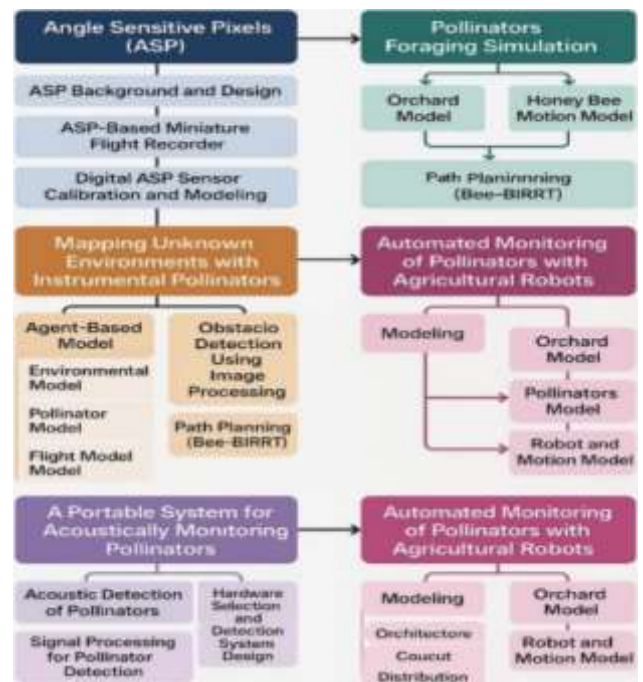 Angle Sensitive Pixels
(ASP)
ASP Background and Design
ASP-Based Miniature
Flight Recorder
Digital ASP Sensor
Calibration and Modeling
Pollinators
Foraging Simulation
Orchard
Model
Honey Bee
Motion Model
Path Planinnning
(Bee-BIRRT)
Mapping Unknown
Environments with
Instrumental Pollinators
Agent-Based
Model
Environmental
Model
Pollinator
Model
Flight Model
Model
Obstacio
Detection
Using
Image
Processing
Path Planning
(Bee-BIRRT)
Automated Monitoring
of Pollinators with
Agricultural Robots
Modeling
Orchard
Model
Pollinators
Model
Robot and
Motion Model
A Portable System for
Acoustically Monitoring
Pollinators
Acoustic Detection
of Pollinators
Signal Processing
for Pollinator
Detection
Hardware
Selection
and
Detection
System
Design
Automated Monitoring
of Pollinators with
Agricultural Robots
Modeling
Orchitectore
Coucut
Distribution
Orchard
Model
Robot and
Motion Model